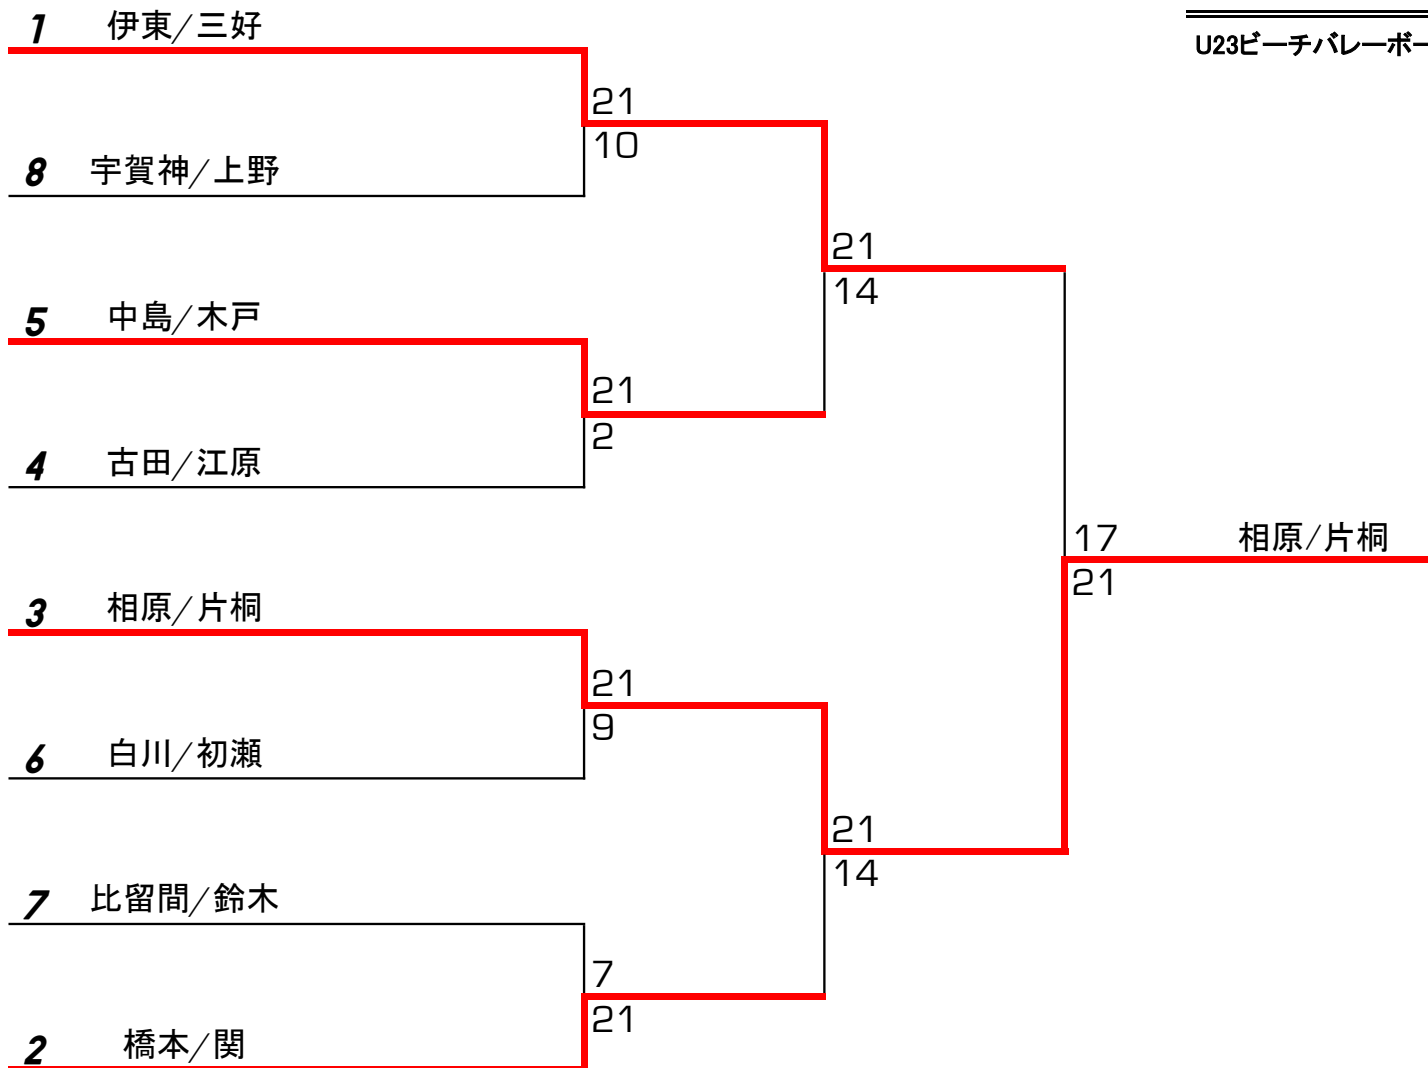 U23ビーチバレーボー
1 伊東/三好
21
10
8 宇賀神/上野
21
14
5 中島/木戸
21
2
4 古田/江原
17 相原/片桐
21
3 相原/片桐
21
9
6 白川/初瀬
21
14
7 比留間/鈴木
7
21
2 橋本/関